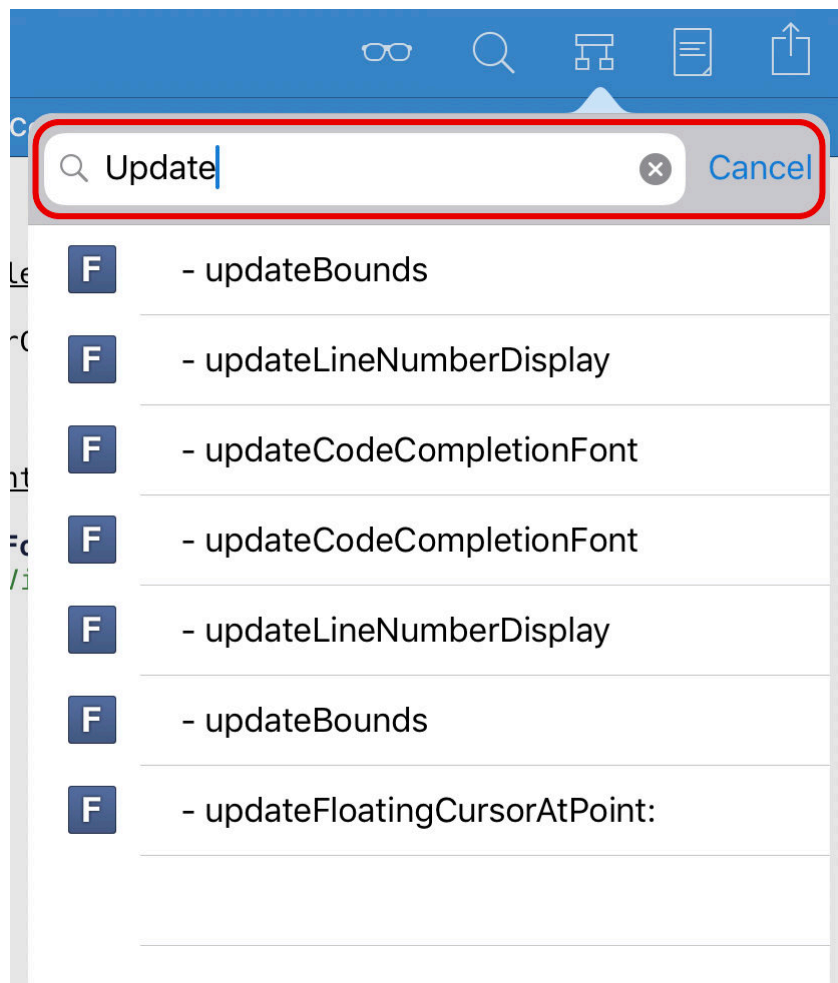 Update
Cancel
F - updateBounds
F - updateLineNumberDisplay
F - updateCodeCompletionFont
F - updateCodeCompletionFont
F - updateLineNumberDisplay
F - updateBounds
F - updateFloatingCursorAtPoint: